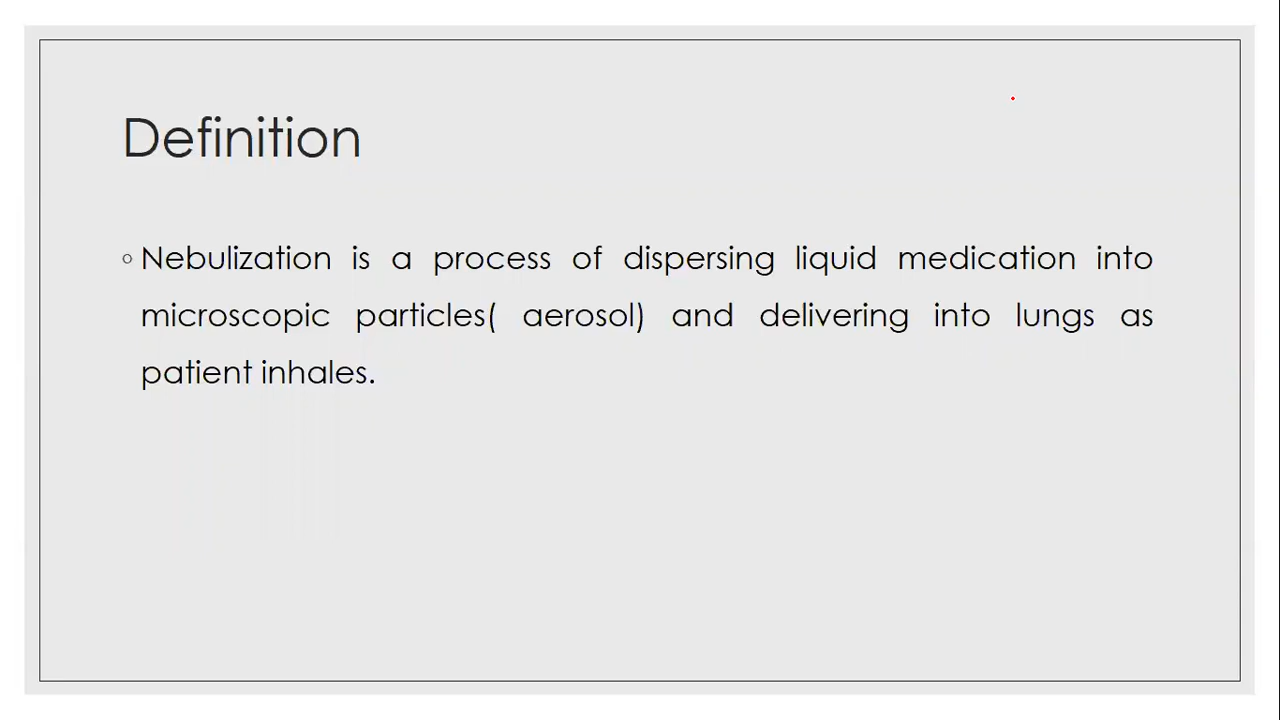 Definition
◦ Nebulization is a process of dispersing liquid medication into
microscopic particles( aerosol) and delivering into lungs as
patient inhales.